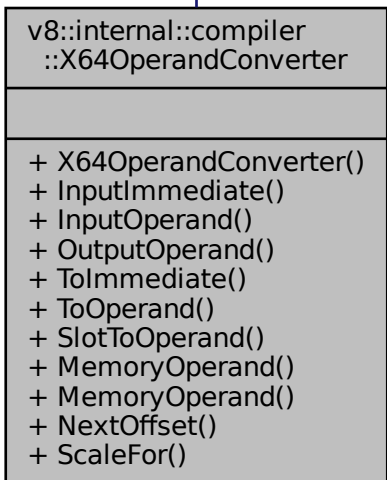 v8::internal::compiler
::X64OperandConverter
+ X64OperandConverter()
+ InputImmediate()
+ InputOperand()
+ OutputOperand()
+ ToImmediate()
+ ToOperand()
+ SlotToOperand()
+ MemoryOperand()
+ MemoryOperand()
+ NextOffset()
+ ScaleFor()